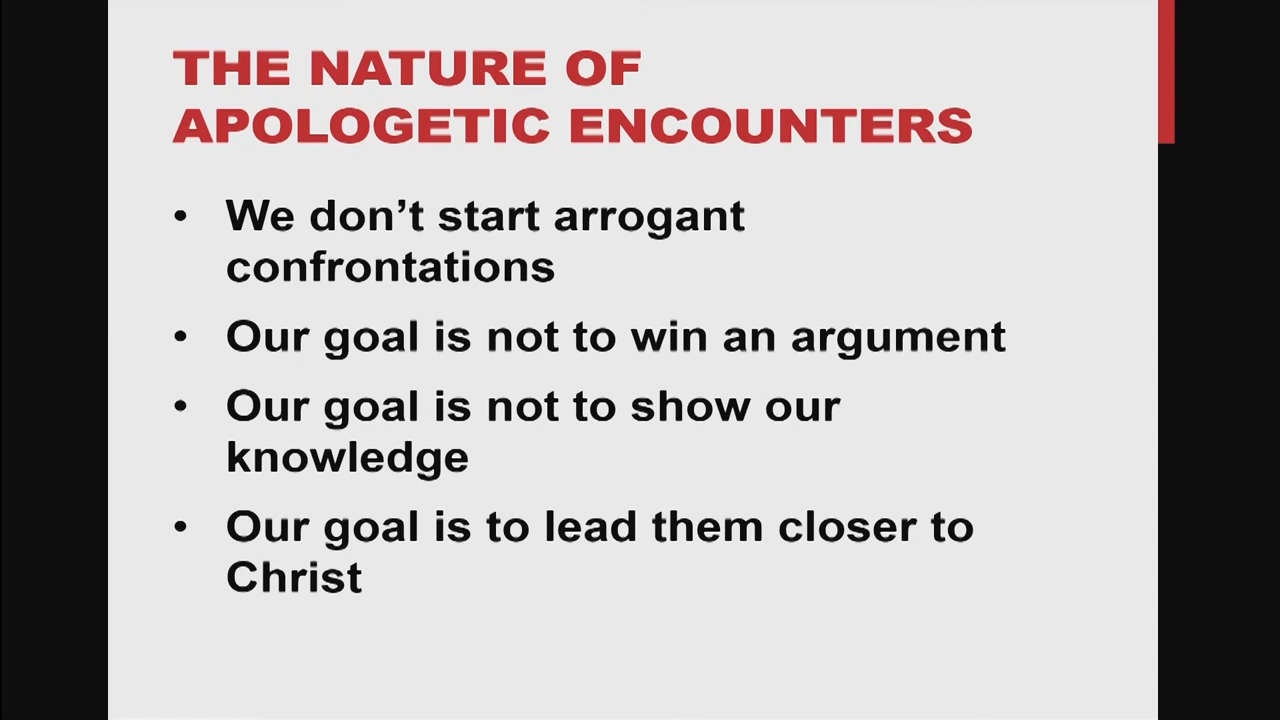 THE NATURE OF
APOLOGETIC ENCOUNTERS
• We don’t start arrogant
confrontations
• Our goal is not to win an argument
• Our goal is not to show our
knowledge
• Our goal is to lead them closer to
Christ